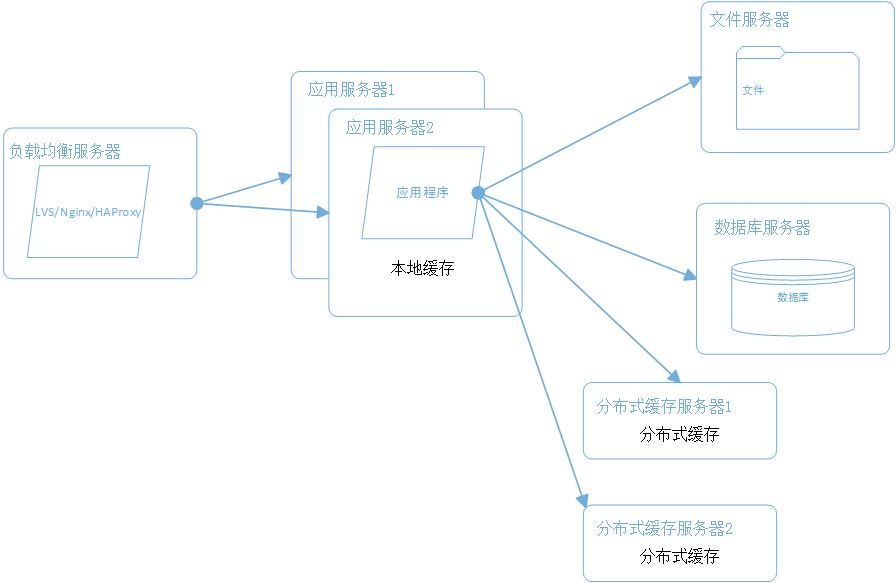 负载均衡服务器
LVS/Nginx/HAProxy
应用服务器1
应用服务器2
应用程序
本地缓存
文件服务器
文件
数据库服务器
数据库
分布式缓存服务器1
分布式缓存
分布式缓存服务器2
分布式缓存